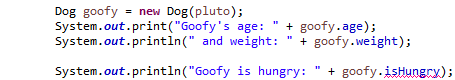 Dog goofy = new Dog(pluto);
System.out.print("Goofy's age: " + goofy.age);
System.out.println(" and weight: " + goofy.weight);
System.out.println("Goofy is hungry: " + goofy.isHungry);